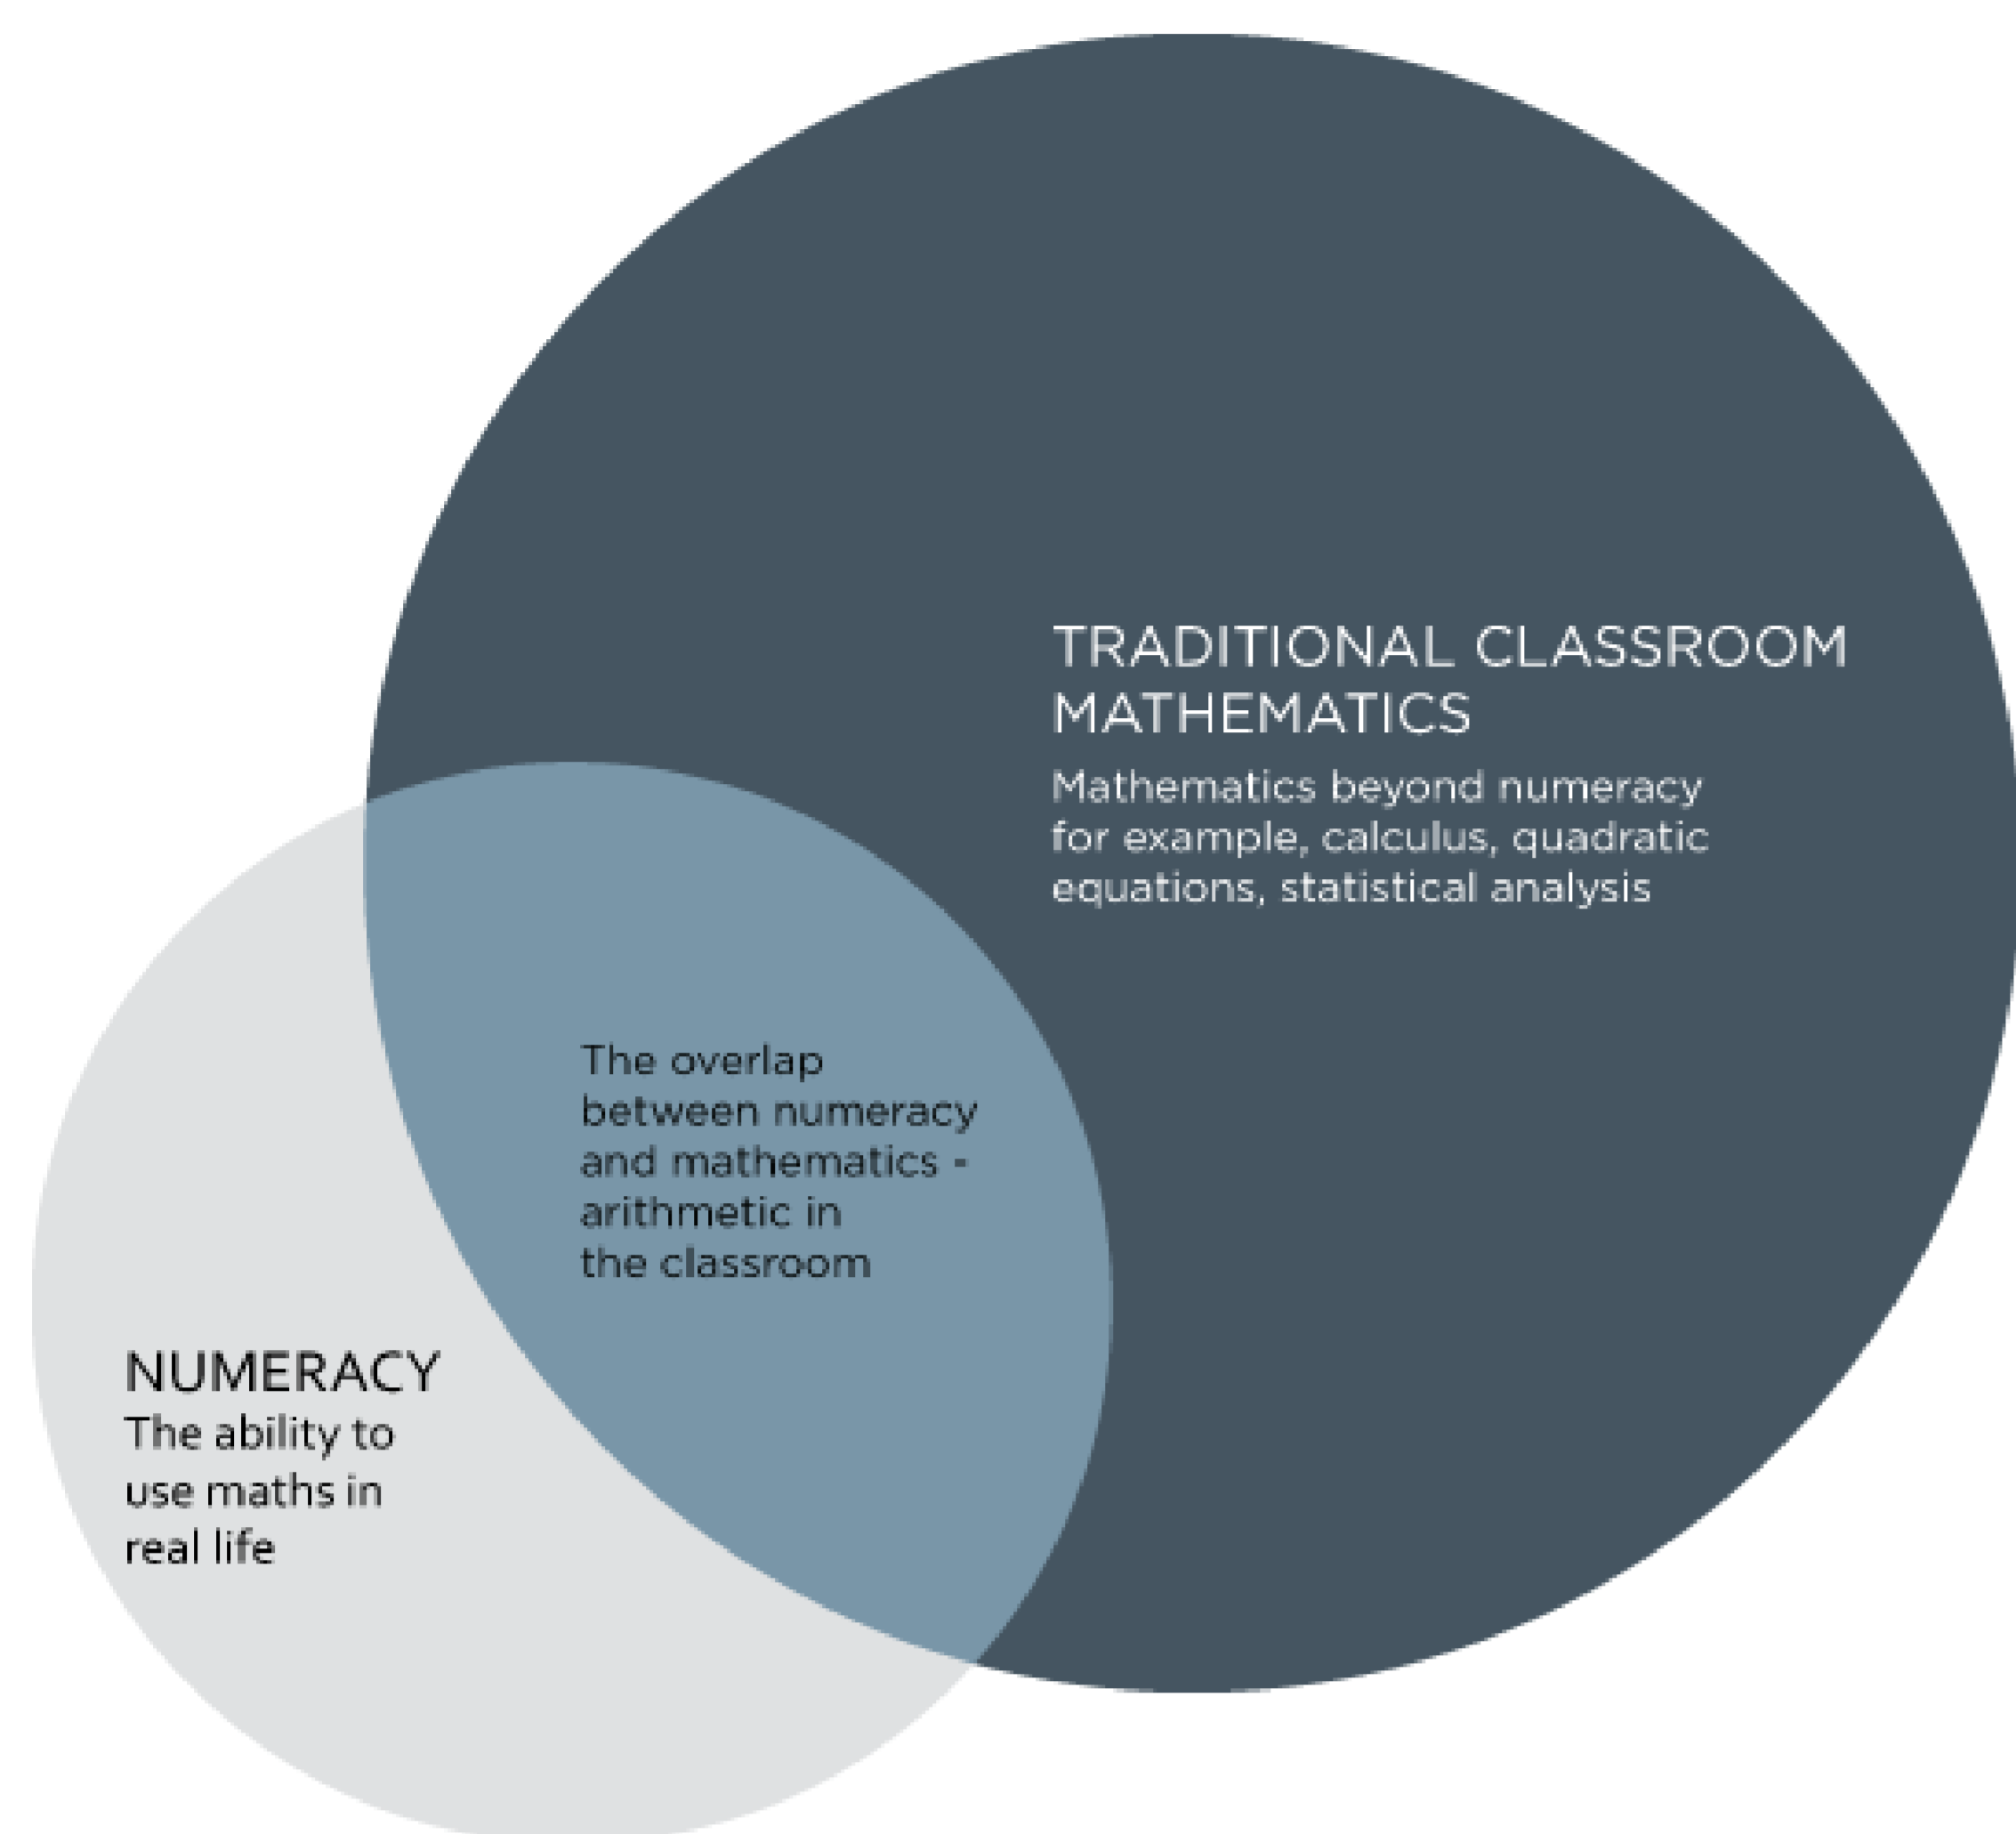 TRADITIONAL CLASSROOM
MATHEMATICS
Mathematics beyond numeracy
for example, calculus, quadratic
equations, statistical analysis
The overlap
between numeracy
and mathematics -
arithmetic in
the classroom
NUMERACY
The ability to
use maths in
real life